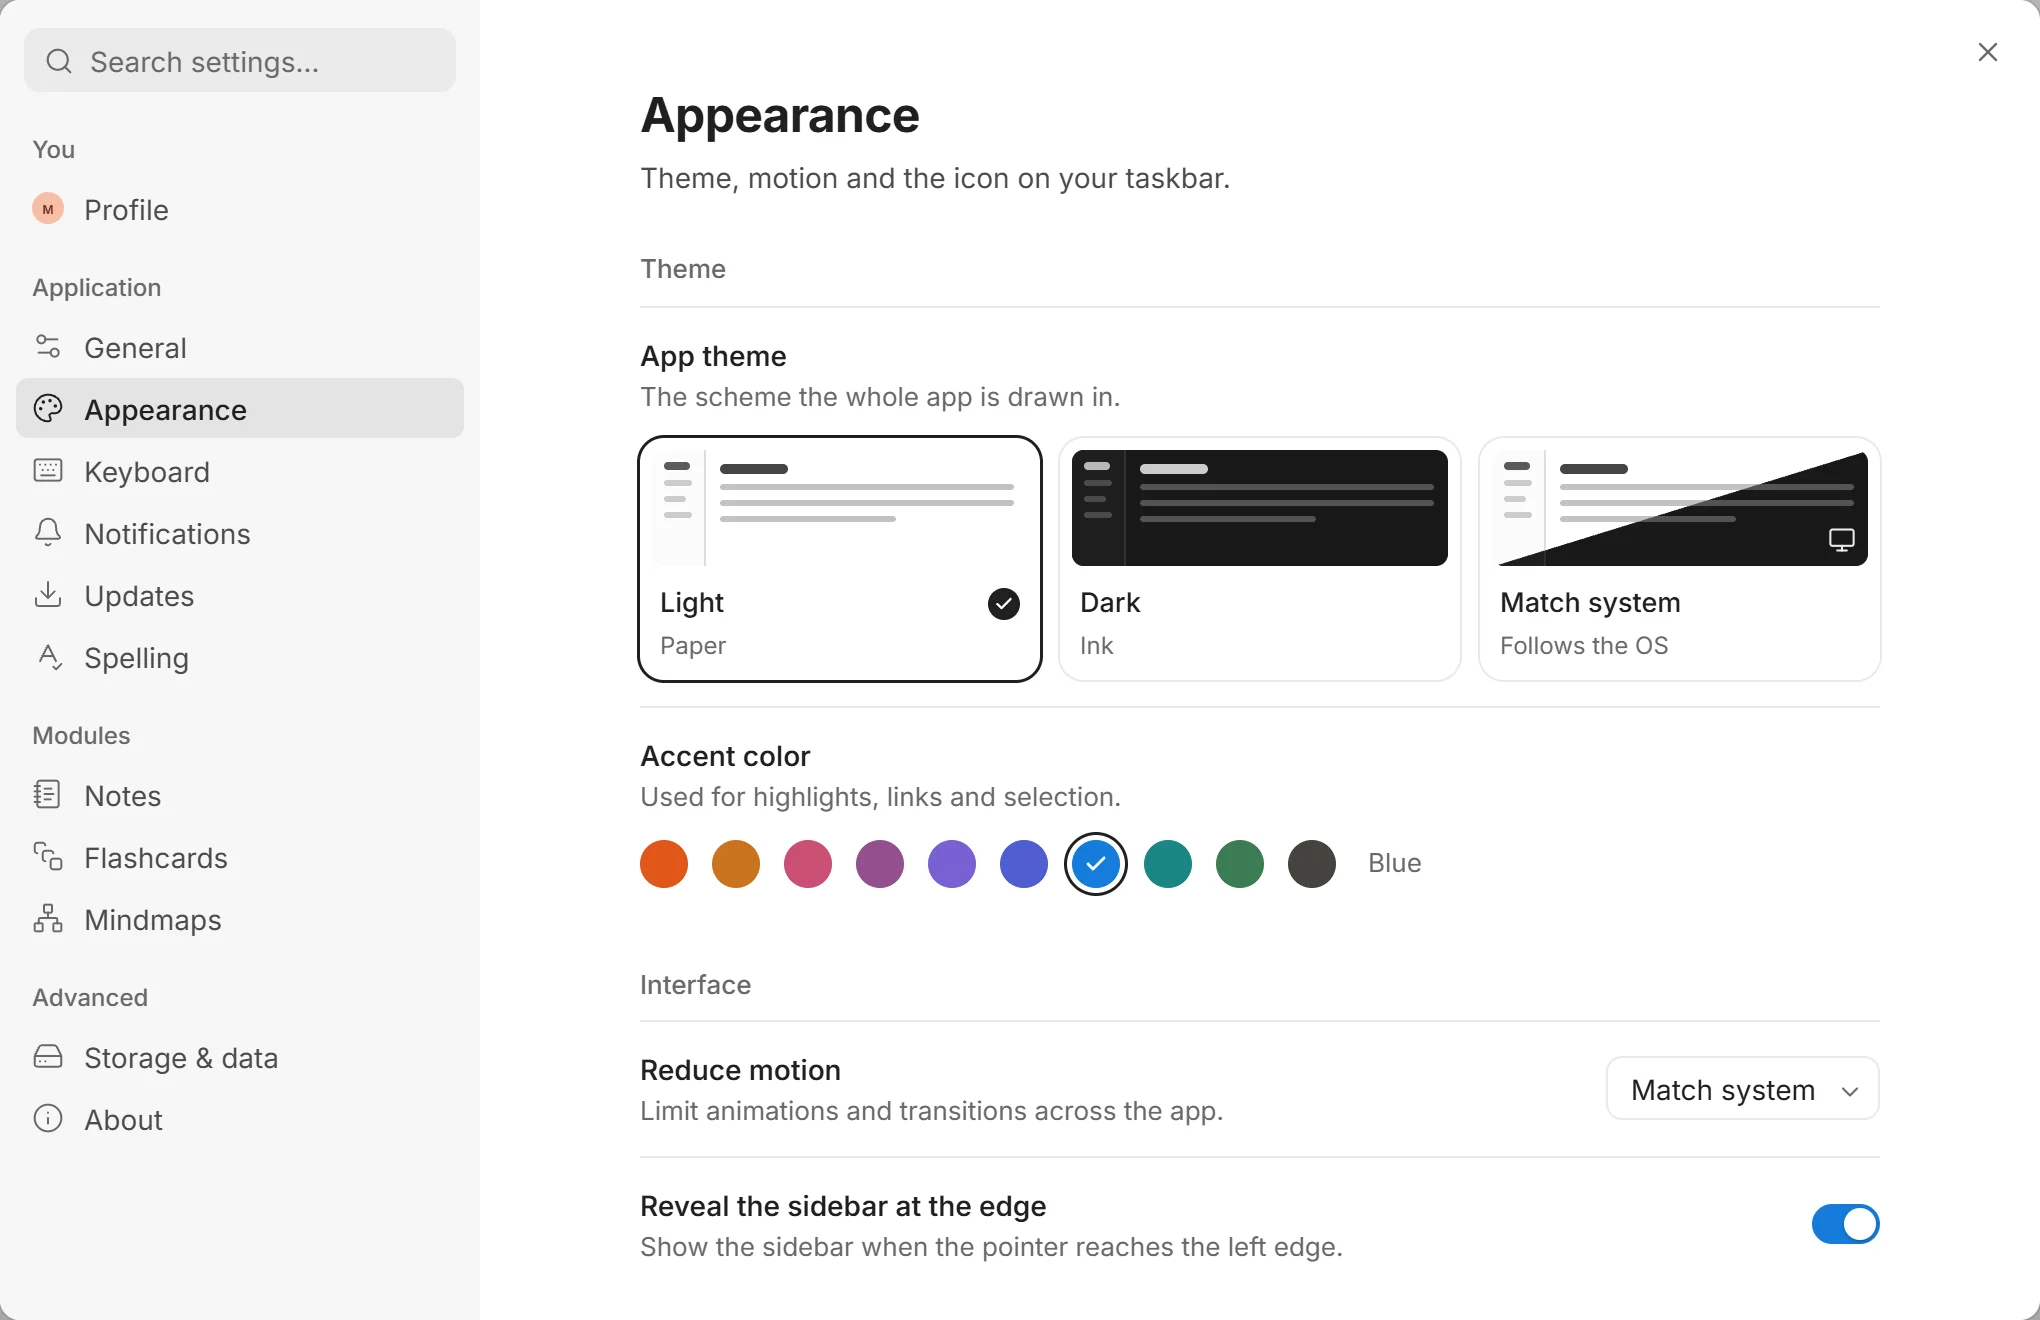 Search settings...
You
M
Profile
Application
General
Appearance
Keyboard
Notifications
Updates
Spelling
Modules
Notes
Flashcards
Mindmaps
Advanced
Storage & data
About
Appearance
Theme, motion and the icon on your taskbar.
Theme
App theme
The scheme the whole app is drawn in.
Light
Paper
Dark
Ink
Match system
Follows the OS
Accent color
Used for highlights, links and selection.
Blue
Interface
Reduce motion
Limit animations and transitions across the app.
Match system
Reveal the sidebar at the edge
Show the sidebar when the pointer reaches the left edge.